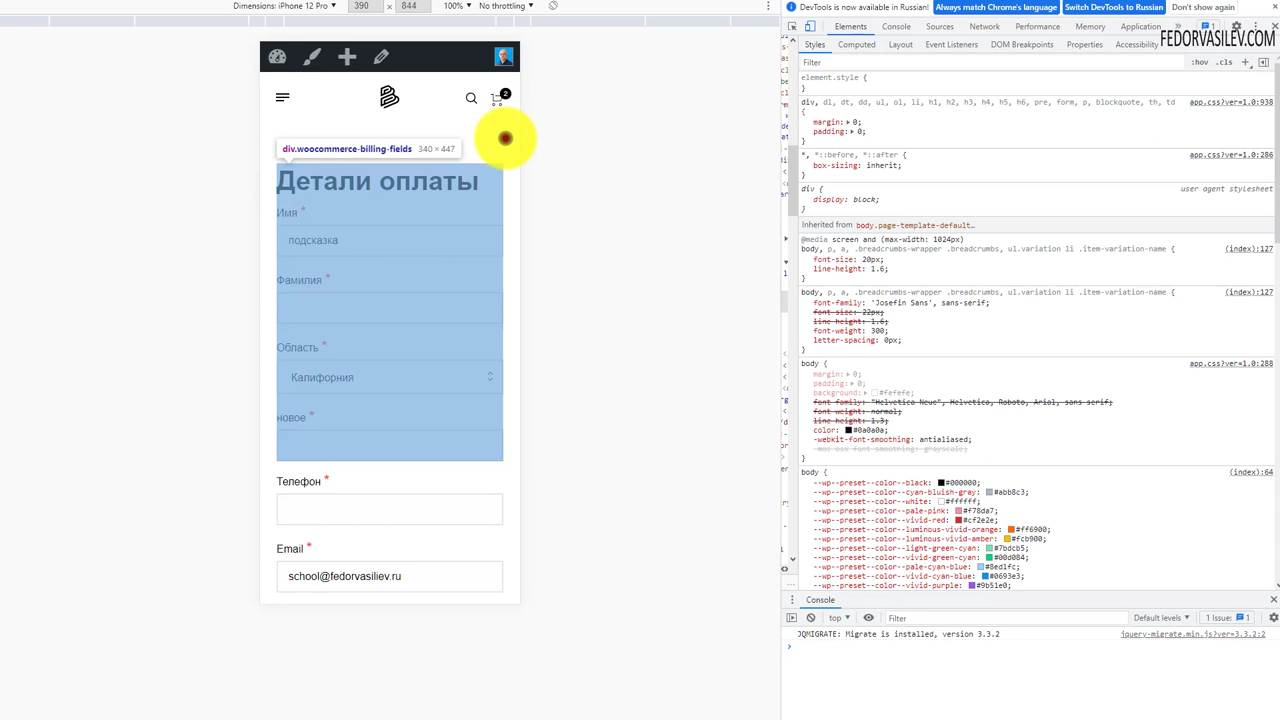 Dimensions: iPhone 12 Pro ▾ 390 × 844 100% ▾ No throttling ▾
2
div.woocommerce-billing-fields 340 × 447
Детали оплаты
Имя *
подсказка
Фамилия *
Область *
Калифорния
новое *
Телефон *
Email *
school@fedorvasiliev.ru
DevTools is now available in Russian! Always match Chrome's language Switch DevTools to Russian Don't show again
Elements Console Sources Network Performance Memory Application » 1
FEDORVASILEV.COM
Styles Computed Layout Event Listeners DOM Breakpoints Properties Accessibility
Filter :hov .cls +
element.style {
}
div, dl, dt, dd, ul, ol, li, h1, h2, h3, h4, h5, h6, pre, form, p, blockquote, th, td app.css?ver=1.0:938
{
margin: 0;
padding: 0;
}
*, *::before, *::after { app.css?ver=1.0:286
box-sizing: inherit;
}
div { user agent stylesheet
display: block;
}
Inherited from body.page-template-default…
@media screen and (max-width: 1024px)
body, p, a, .breadcrumbs-wrapper .breadcrumbs, ul.variation li .item-variation-name { (index):127
font-size: 20px;
line-height: 1.6;
}
body, p, a, .breadcrumbs-wrapper .breadcrumbs, ul.variation li .item-variation-name { (index):127
font-family: 'Josefin Sans', sans-serif;
font-size: 22px;
line-height: 1.6;
font-weight: 300;
letter-spacing: 0px;
}
body { app.css?ver=1.0:288
margin: 0;
padding: 0;
background: #fefefe;
font-family: "Helvetica Neue", Helvetica, Roboto, Arial, sans-serif;
font-weight: normal;
line-height: 1.3;
color: #0a0a0a;
-webkit-font-smoothing: antialiased;
-moz-osx-font-smoothing: grayscale;
}
body { (index):64
--wp--preset--color--black: #000000;
--wp--preset--color--cyan-bluish-gray: #abb8c3;
--wp--preset--color--white: #ffffff;
--wp--preset--color--pale-pink: #f78da7;
--wp--preset--color--vivid-red: #cf2e2e;
--wp--preset--color--luminous-vivid-orange: #ff6900;
--wp--preset--color--luminous-vivid-amber: #fcb900;
--wp--preset--color--light-green-cyan: #7bdcb5;
--wp--preset--color--vivid-green-cyan: #00d084;
--wp--preset--color--pale-cyan-blue: #8ed1fc;
--wp--preset--color--vivid-cyan-blue: #0693e3;
--wp--preset--color--vivid-purple: #9b51e0;
Console
top ▾ Filter Default levels ▾ 1 Issue: 1
JQMIGRATE: Migrate is installed, version 3.3.2 jquery-migrate.min.js?ver=3.3.2:2